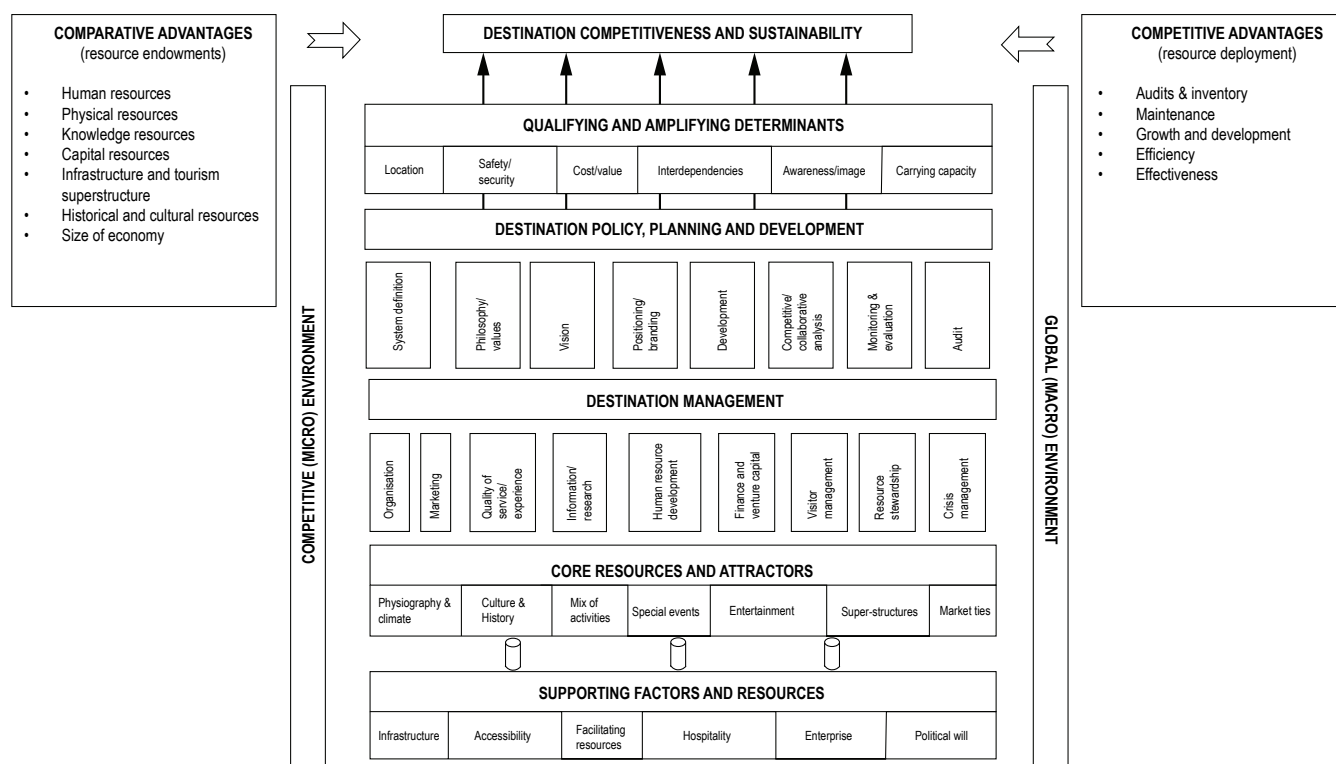 COMPARATIVE ADVANTAGES
(resource endowments)
• Human resources
• Physical resources
• Knowledge resources
• Capital resources
• Infrastructure and tourism
superstructure
• Historical and cultural resources
• Size of economy
DESTINATION COMPETITIVENESS AND SUSTAINABILITY
COMPETITIVE ADVANTAGES
(resource deployment)
• Audits & inventory
• Maintenance
• Growth and development
• Efficiency
• Effectiveness
COMPETITIVE (MICRO) ENVIRONMENT
QUALIFYING AND AMPLIFYING DETERMINANTS
Location
Safety/
security
Cost/value
Interdependencies
Awareness/image
Carrying capacity
DESTINATION POLICY, PLANNING AND DEVELOPMENT
System definition
Philosophy/
values
Vision
Positioning/
branding
Development
Competitive/
collaborative
analysis
Monitoring &
evaluation
Audit
DESTINATION MANAGEMENT
Organisation
Marketing
Quality of
service/
experience
Information/
research
Human resource
development
Finance and
venture capital
Visitor
management
Resource
stewardship
Crisis
management
CORE RESOURCES AND ATTRACTORS
Physiography &
climate
Culture &
History
Mix of
activities
Special events
Entertainment
Super-structures
Market ties
SUPPORTING FACTORS AND RESOURCES
Infrastructure
Accessibility
Facilitating
resources
Hospitality
Enterprise
Political will
GLOBAL (MACRO) ENVIRONMENT